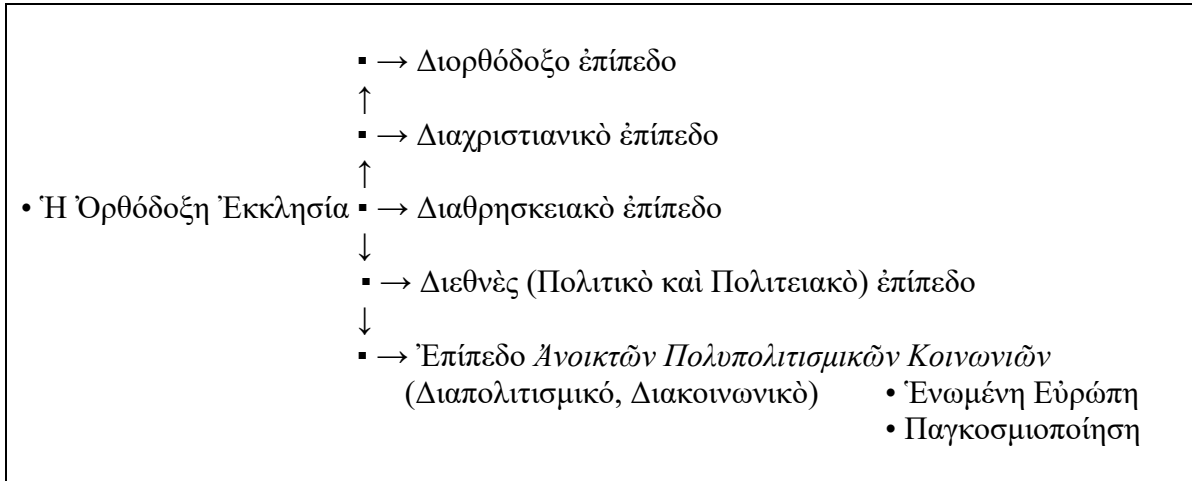 ▪ → Διορθόδοξο ἐπίπεδο
↑
▪ → Διαχριστιανικὸ ἐπίπεδο
↑
• Ἡ Ὀρθόδοξη Ἐκκλησία ▪ → Διαθρησκειακὸ ἐπίπεδο
↓
▪ → Διεθνὲς (Πολιτικὸ καὶ Πολιτειακὸ) ἐπίπεδο
↓
▪ → Ἐπίπεδο Ἀνοικτῶν Πολυπολιτισμικῶν Κοινωνιῶν
(Διαπολιτισμικό, Διακοινωνικὸ) • Ἑνωμένη Εὐρώπη
• Παγκοσμιοποίηση